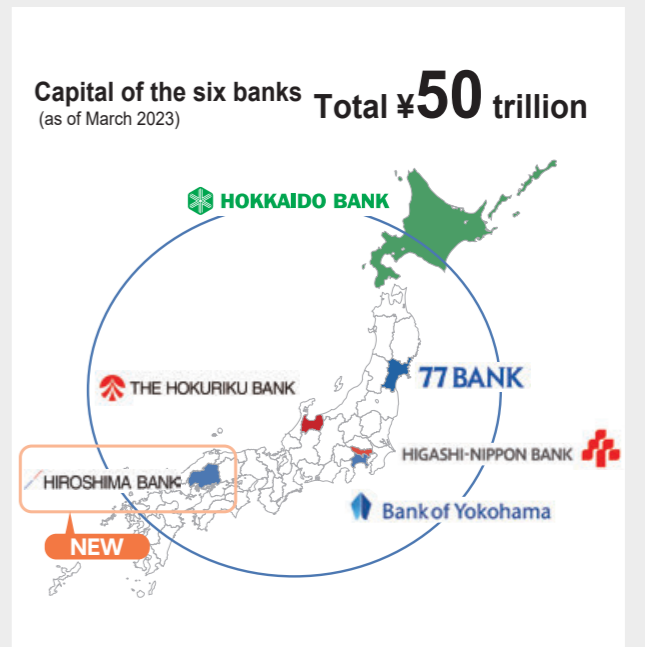 Capital of the six banks
(as of March 2023)
Total ¥50 trillion
HOKKAIDO BANK
THE HOKURIKU BANK
77 BANK
HIGASHI-NIPPON BANK
HIROSHIMA BANK
Bank of Yokohama
NEW